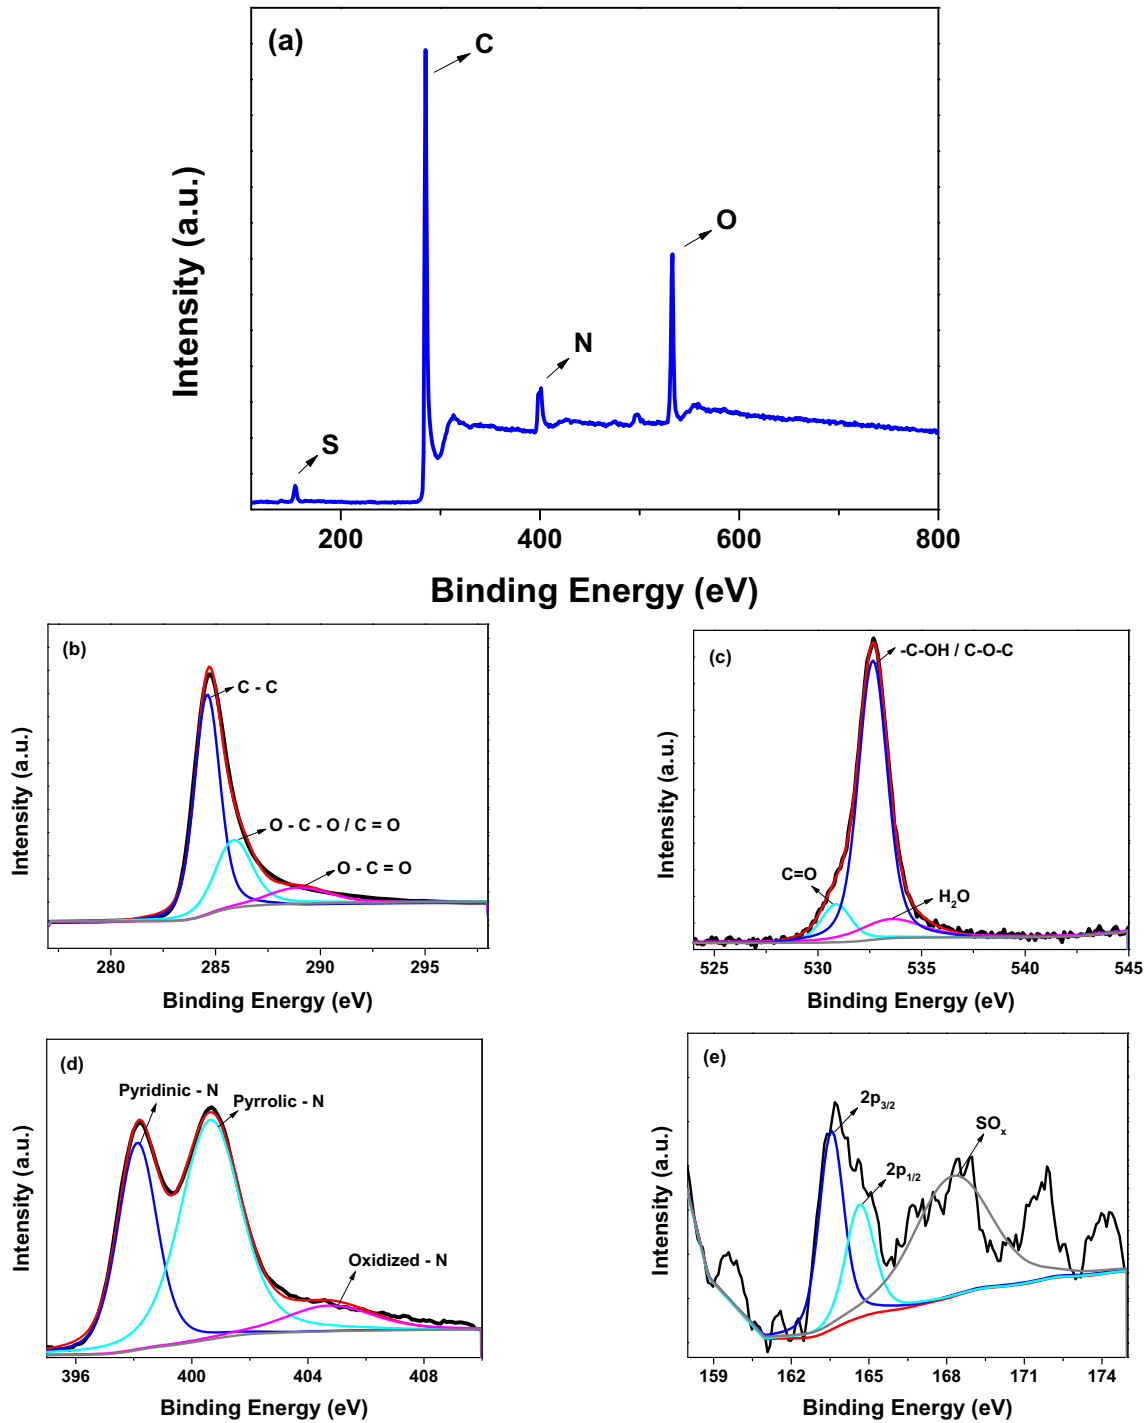 (a)
C
O
N
S
Intensity (a.u.)
200 400 600 800
Binding Energy (eV)
(b)
C - C
O - C - O / C = O
O - C = O
Intensity (a.u.)
280 285 290 295
Binding Energy (eV)
(c)
-C-OH / C-O-C
C=O
H₂O
Intensity (a.u.)
525 530 535 540 545
Binding Energy (eV)
(d)
Pyridinic - N
Pyrrolic - N
Oxidized - N
Intensity (a.u.)
396 400 404 408
Binding Energy (eV)
(e)
2p3/2
SOx
2p1/2
Intensity (a.u.)
159 162 165 168 171 174
Binding Energy (eV)